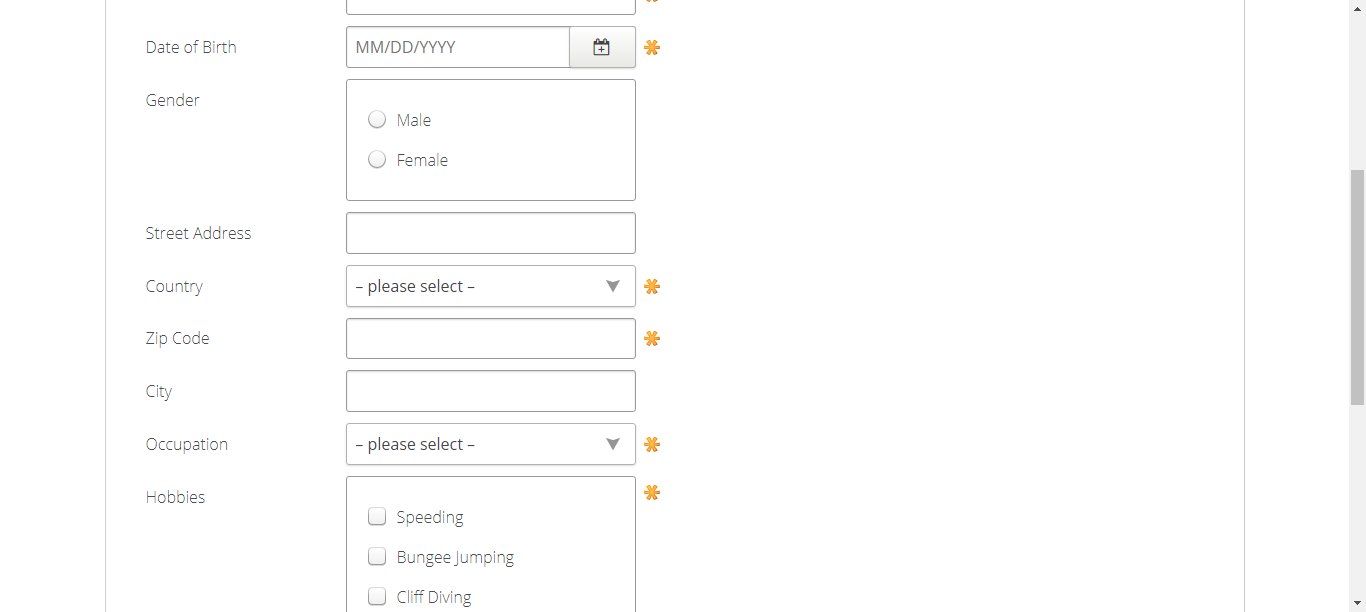 Date of Birth MM/DD/YYYY
Gender
Male
Female
Street Address
Country – please select –
Zip Code
City
Occupation – please select –
Hobbies
Speeding
Bungee Jumping
Cliff Diving